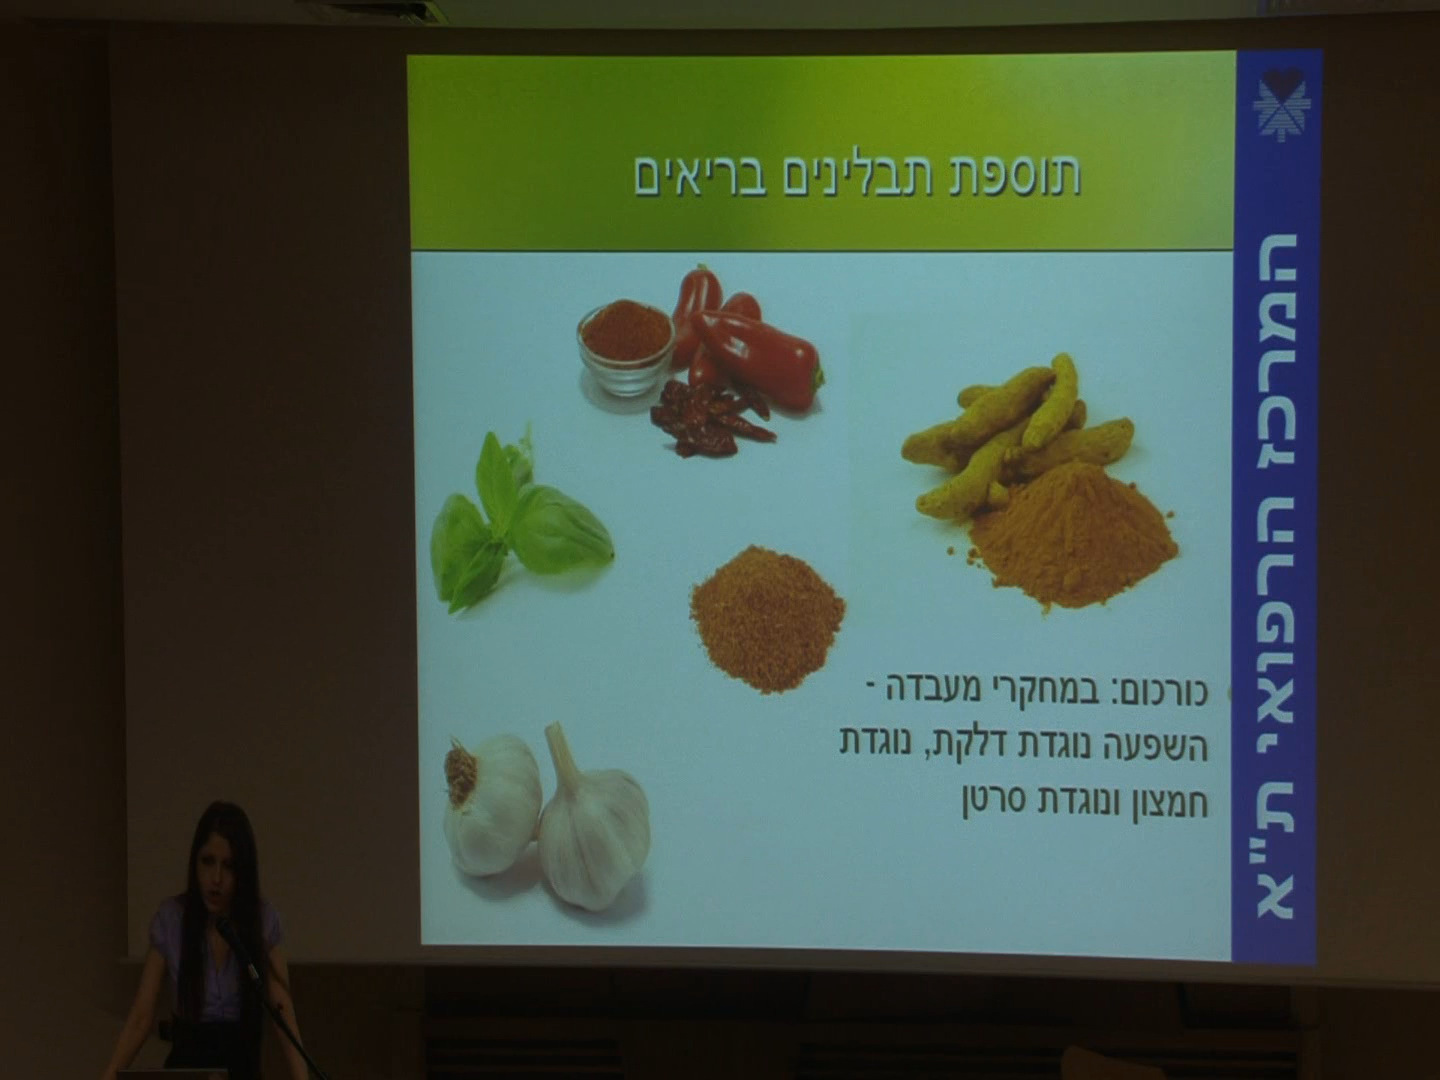 תוספת תבלינים בריאים
כורכום: במחקרי מעבדה -
השפעה נוגדת דלקת, נוגדת
חמצון ונוגדת סרטן
המרכז הרפואי ת"א